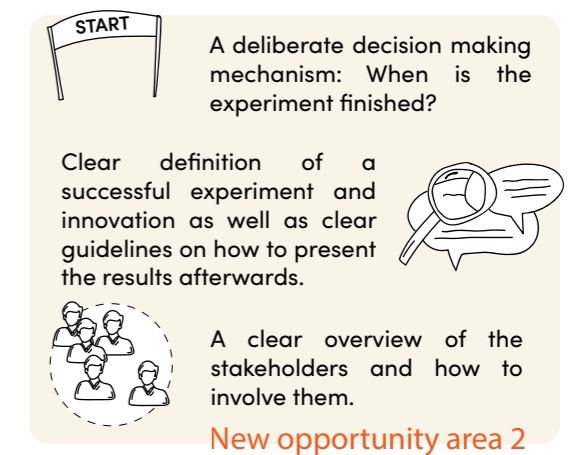 START
A deliberate decision making
mechanism: When is the
experiment finished?
Clear definition of a
successful experiment and
innovation as well as clear
guidelines on how to present
the results afterwards.
A clear overview of the
stakeholders and how to
involve them.
New opportunity area 2